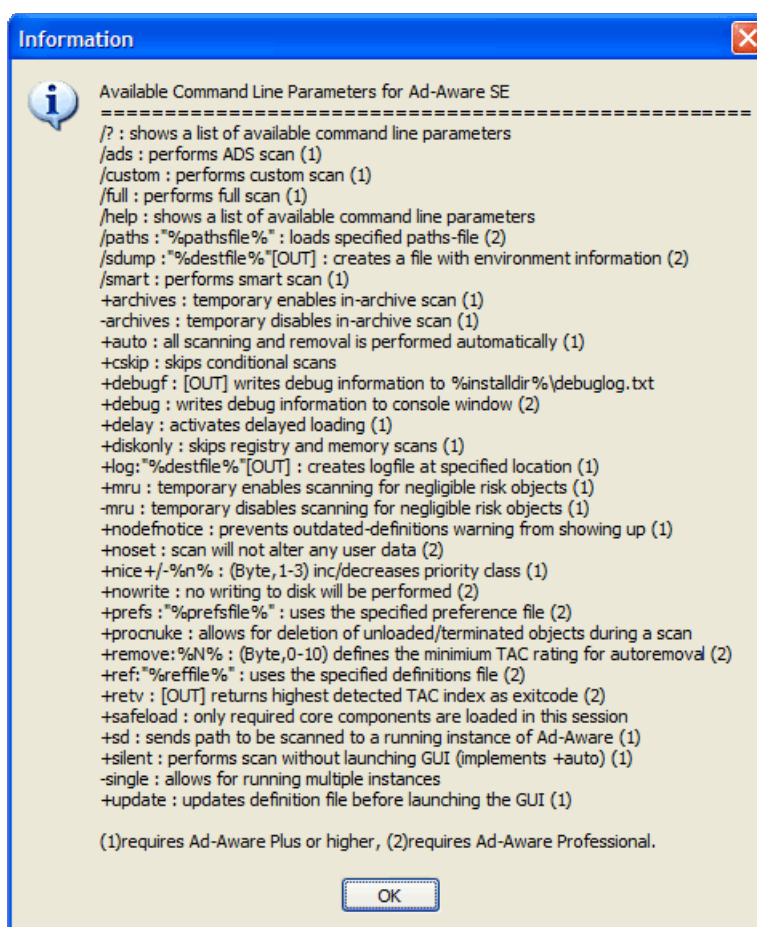 Information
Available Command Line Parameters for Ad-Aware SE
====================================================
/? : shows a list of available command line parameters
/ads : performs ADS scan (1)
/custom : performs custom scan (1)
/full : performs full scan (1)
/help : shows a list of available command line parameters
/paths :"%pathsfile%" : loads specified paths-file (2)
/sdump :"%destfile%"[OUT] : creates a file with environment information (2)
/smart : performs smart scan (1)
+archives : temporary enables in-archive scan (1)
-archives : temporary disables in-archive scan (1)
+auto : all scanning and removal is performed automatically (1)
+cskip : skips conditional scans
+debugf : [OUT] writes debug information to %installdir%\debuglog.txt
+debug : writes debug information to console window (2)
+delay : activates delayed loading (1)
+diskonly : skips registry and memory scans (1)
+log:"%destfile%"[OUT] : creates logfile at specified location (1)
+mru : temporary enables scanning for negligible risk objects (1)
-mru : temporary disables scanning for negligible risk objects (1)
+nodefnotice : prevents outdated-definitions warning from showing up (1)
+noset : scan will not alter any user data (2)
+nice+/-%n% : (Byte,1-3) inc/decreases priority class (1)
+nowrite : no writing to disk will be performed (2)
+prefs :"%prefsfile%" : uses the specified preference file (2)
+procnuke : allows for deletion of unloaded/terminated objects during a scan
+remove:%N% : (Byte,0-10) defines the minimium TAC rating for autoremoval (2)
+ref:"%reffile%" : uses the specified definitions file (2)
+retv : [OUT] returns highest detected TAC index as exitcode (2)
+safeload : only required core components are loaded in this session
+sd : sends path to be scanned to a running instance of Ad-Aware (1)
+silent : performs scan without launching GUI (implements +auto) (1)
-single : allows for running multiple instances
+update : updates definition file before launching the GUI (1)
(1)requires Ad-Aware Plus or higher, (2)requires Ad-Aware Professional.
OK